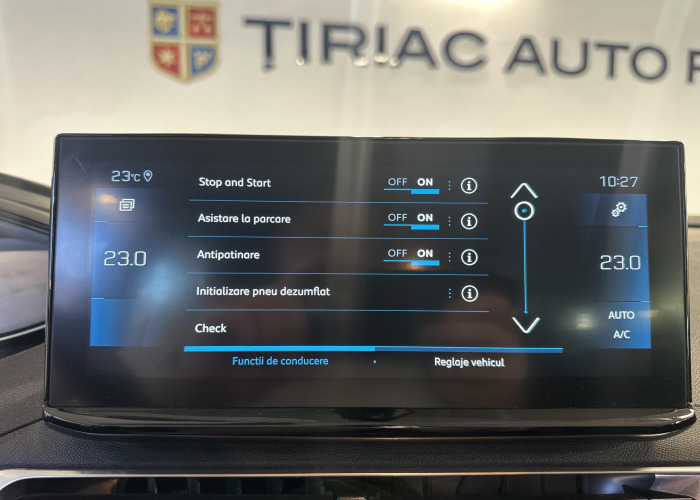 ȚIRIAC AUTO
23°C
10:27
Stop and Start OFF ON
Asistare la parcare OFF ON
Antipatinare OFF ON
Initializare pneu dezumflat
Check
23.0
23.0
AUTO
A/C
Functii de conducere
Reglaje vehicul